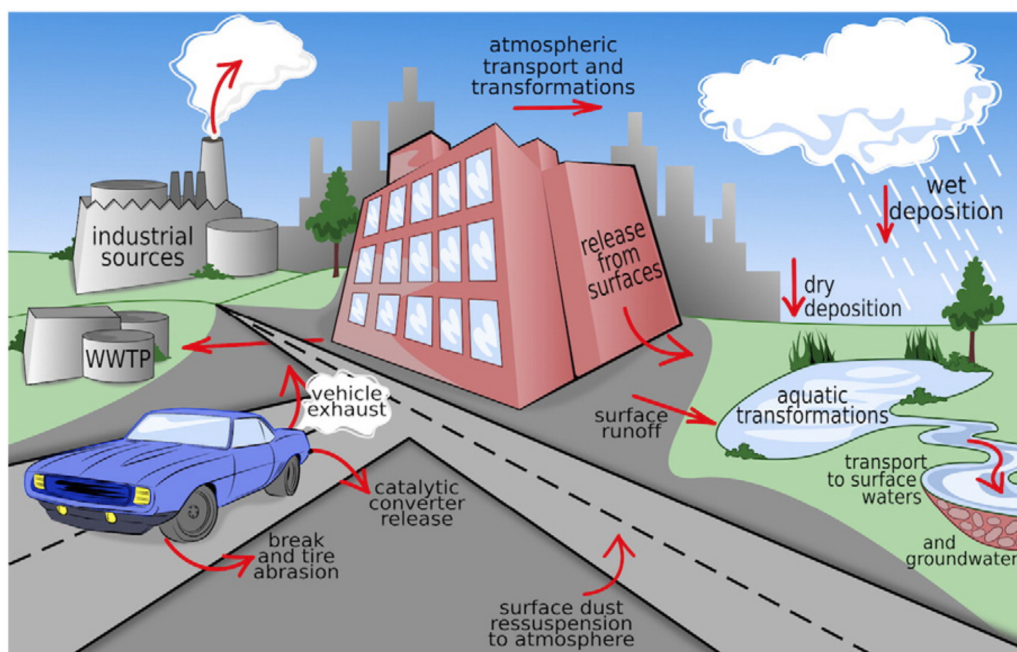 atmospheric
transport and
transformations
industrial
sources
release
from
surfaces
wet
deposition
dry
deposition
WWTP
vehicle
exhaust
surface
runoff
aquatic
transformations
catalytic
converter
release
transport
to surface
waters
and
groundwater
break
and tire
abrasion
surface dust
ressuspension
to atmosphere